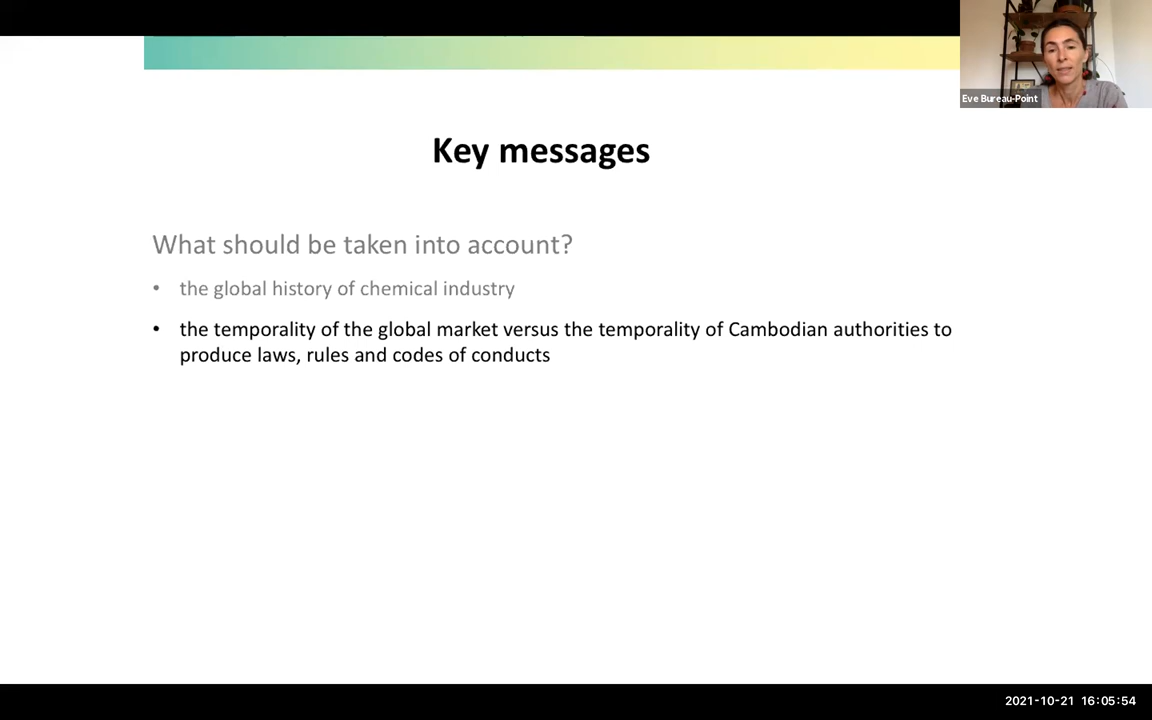 Eve Bureau-Point
Key messages
What should be taken into account?
• the global history of chemical industry
• the temporality of the global market versus the temporality of Cambodian authorities to
produce laws, rules and codes of conducts
2021-10-21 16:05:54